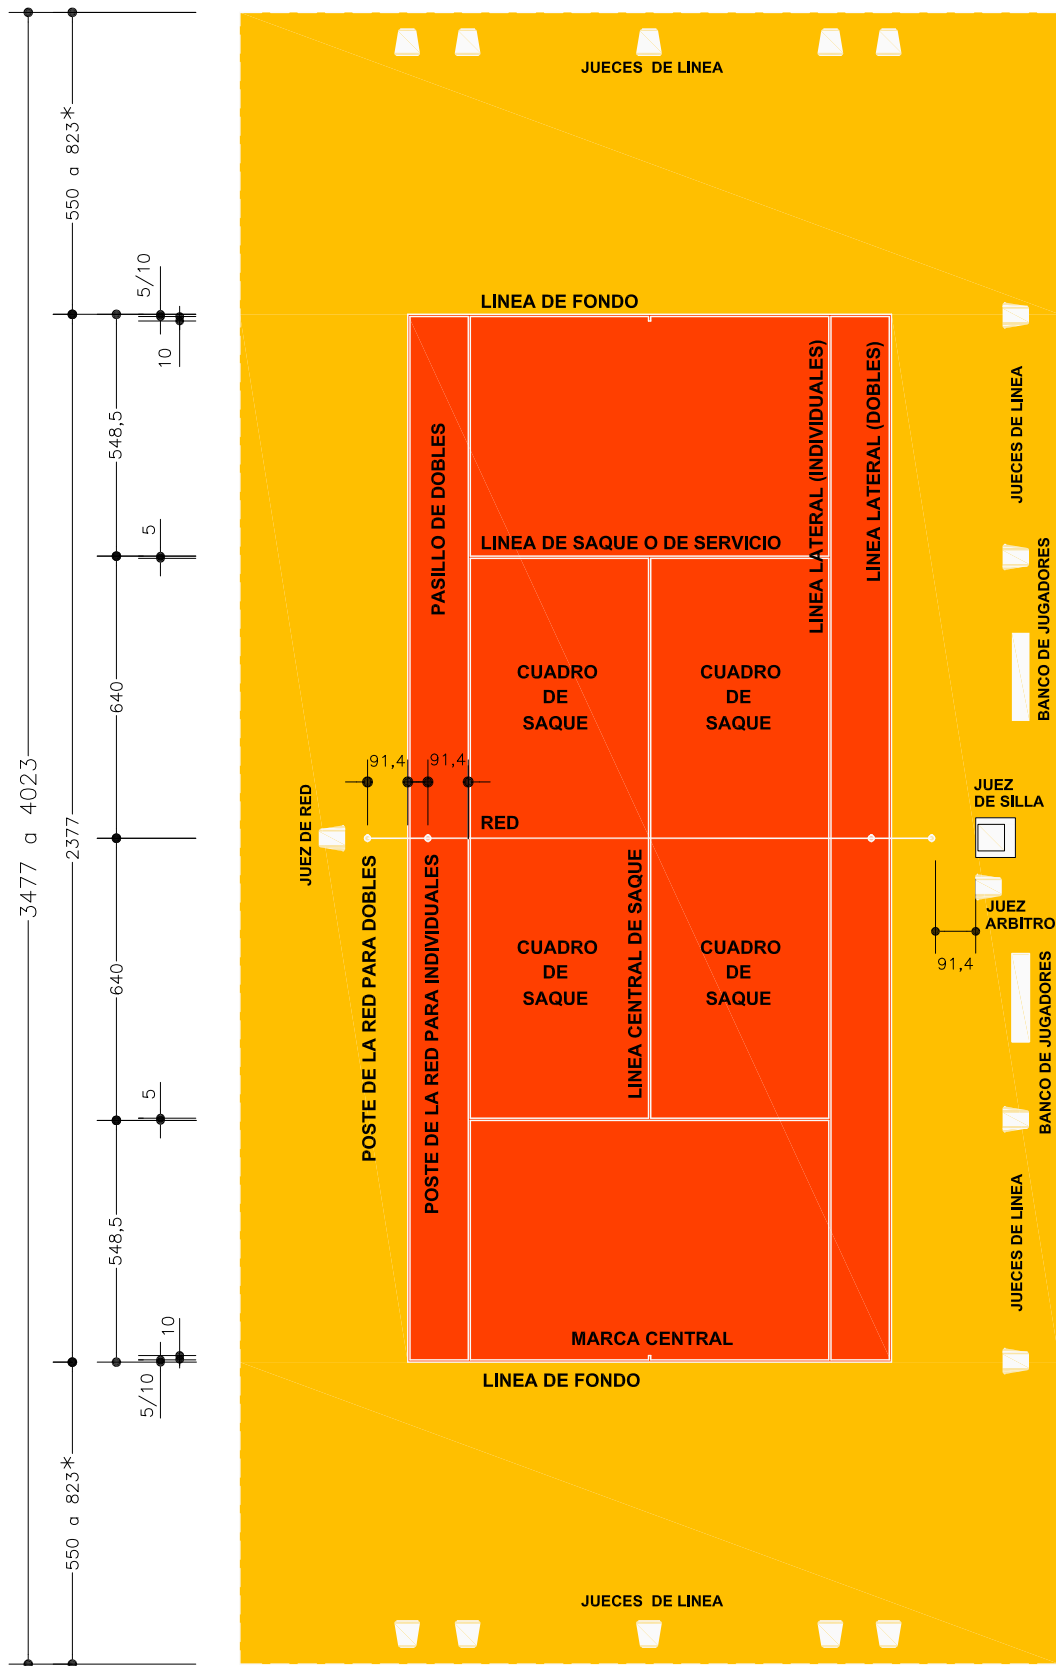 JUECES DE LINEA
550 a 823*
5/10
LINEA DE FONDO
10
548,5
LINEA LATERAL (INDIVIDUALES)
LINEA LATERAL (DOBLES)
JUECES DE LINEA
PASILLO DE DOBLES
5
LINEA DE SAQUE O DE SERVICIO
BANCO DE JUGADORES
CUADRO
DE
SAQUE
CUADRO
DE
SAQUE
640
91,4
91,4
3477 a 4023
2377
JUEZ
DE SILLA
RED
JUEZ DE RED
POSTE DE LA RED PARA DOBLES
POSTE DE LA RED PARA INDIVIDUALES
LINEA CENTRAL DE SAQUE
JUEZ
ARBITRO
CUADRO
DE
SAQUE
CUADRO
DE
SAQUE
91,4
640
BANCO DE JUGADORES
5
548,5
JUECES DE LINEA
10
MARCA CENTRAL
5/10
LINEA DE FONDO
550 a 823*
JUECES DE LINEA